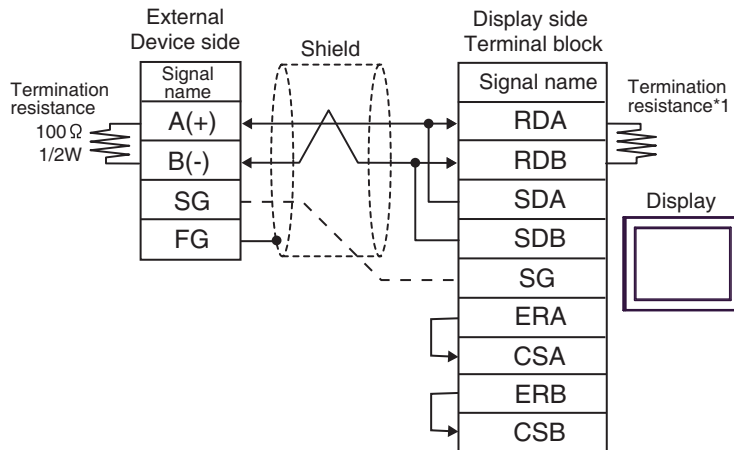 External
Device side
Shield
Display side
Terminal block
Termination
resistance
100 Ω
1/2W
Signal
name
A(+)
B(-)
SG
FG
Signal name
RDA
RDB
SDA
SDB
SG
ERA
CSA
ERB
CSB
Termination
resistance*1
Display